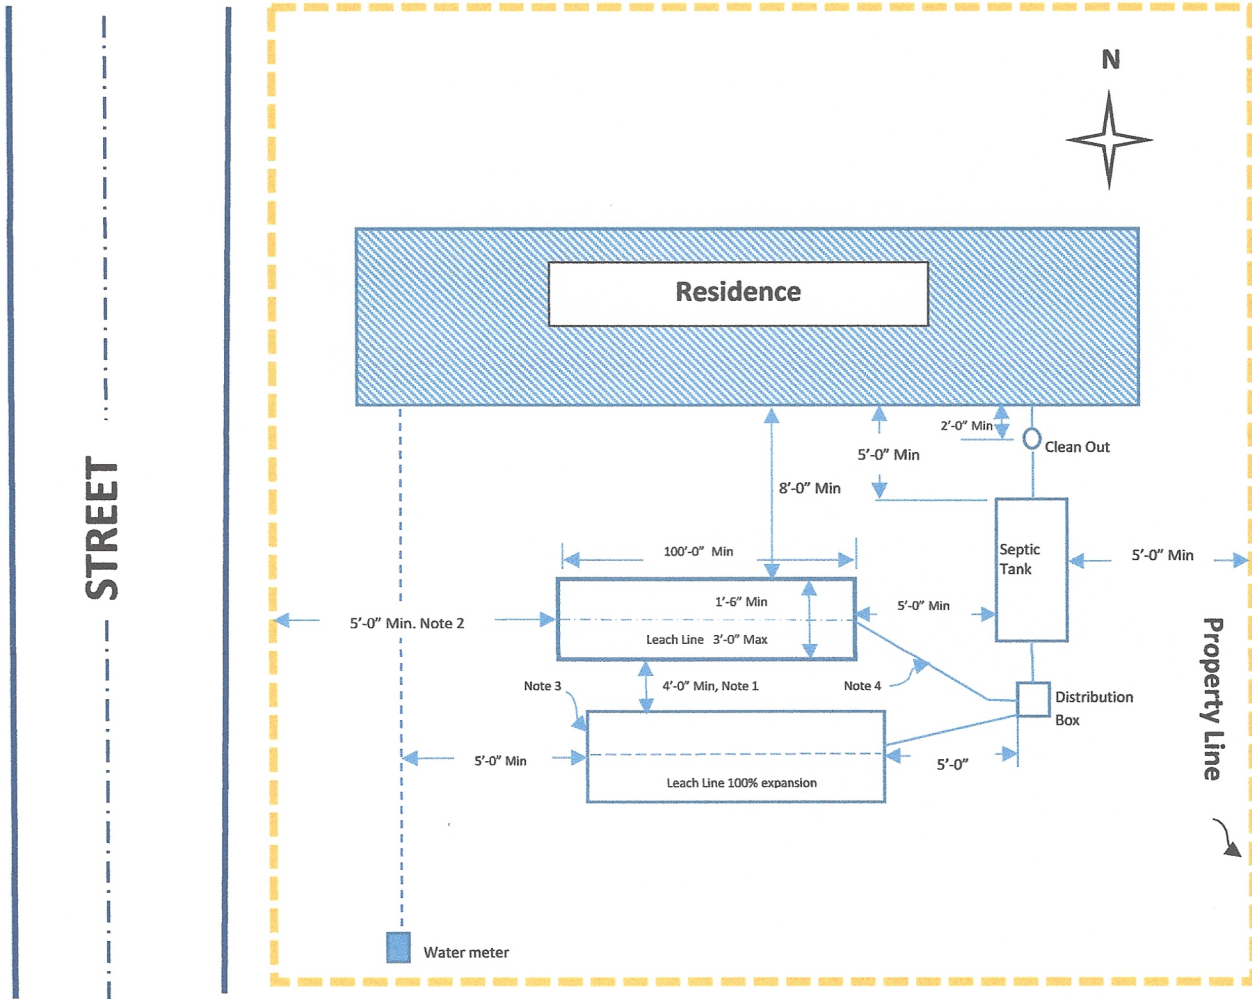 N
Residence
STREET
2'-0" Min
Clean Out
5'-0" Min
8'-0" Min
100'-0"  Min
Septic
Tank
5'-0" Min
1'-6" Min
5'-0" Min
5'-0" Min. Note 2
Leach Line   3'-0" Max
Property Line
Note 3
4'-0" Min, Note 1
Note 4
Distribution
Box
5'-0" Min
5'-0"
Leach Line 100% expansion
Water meter